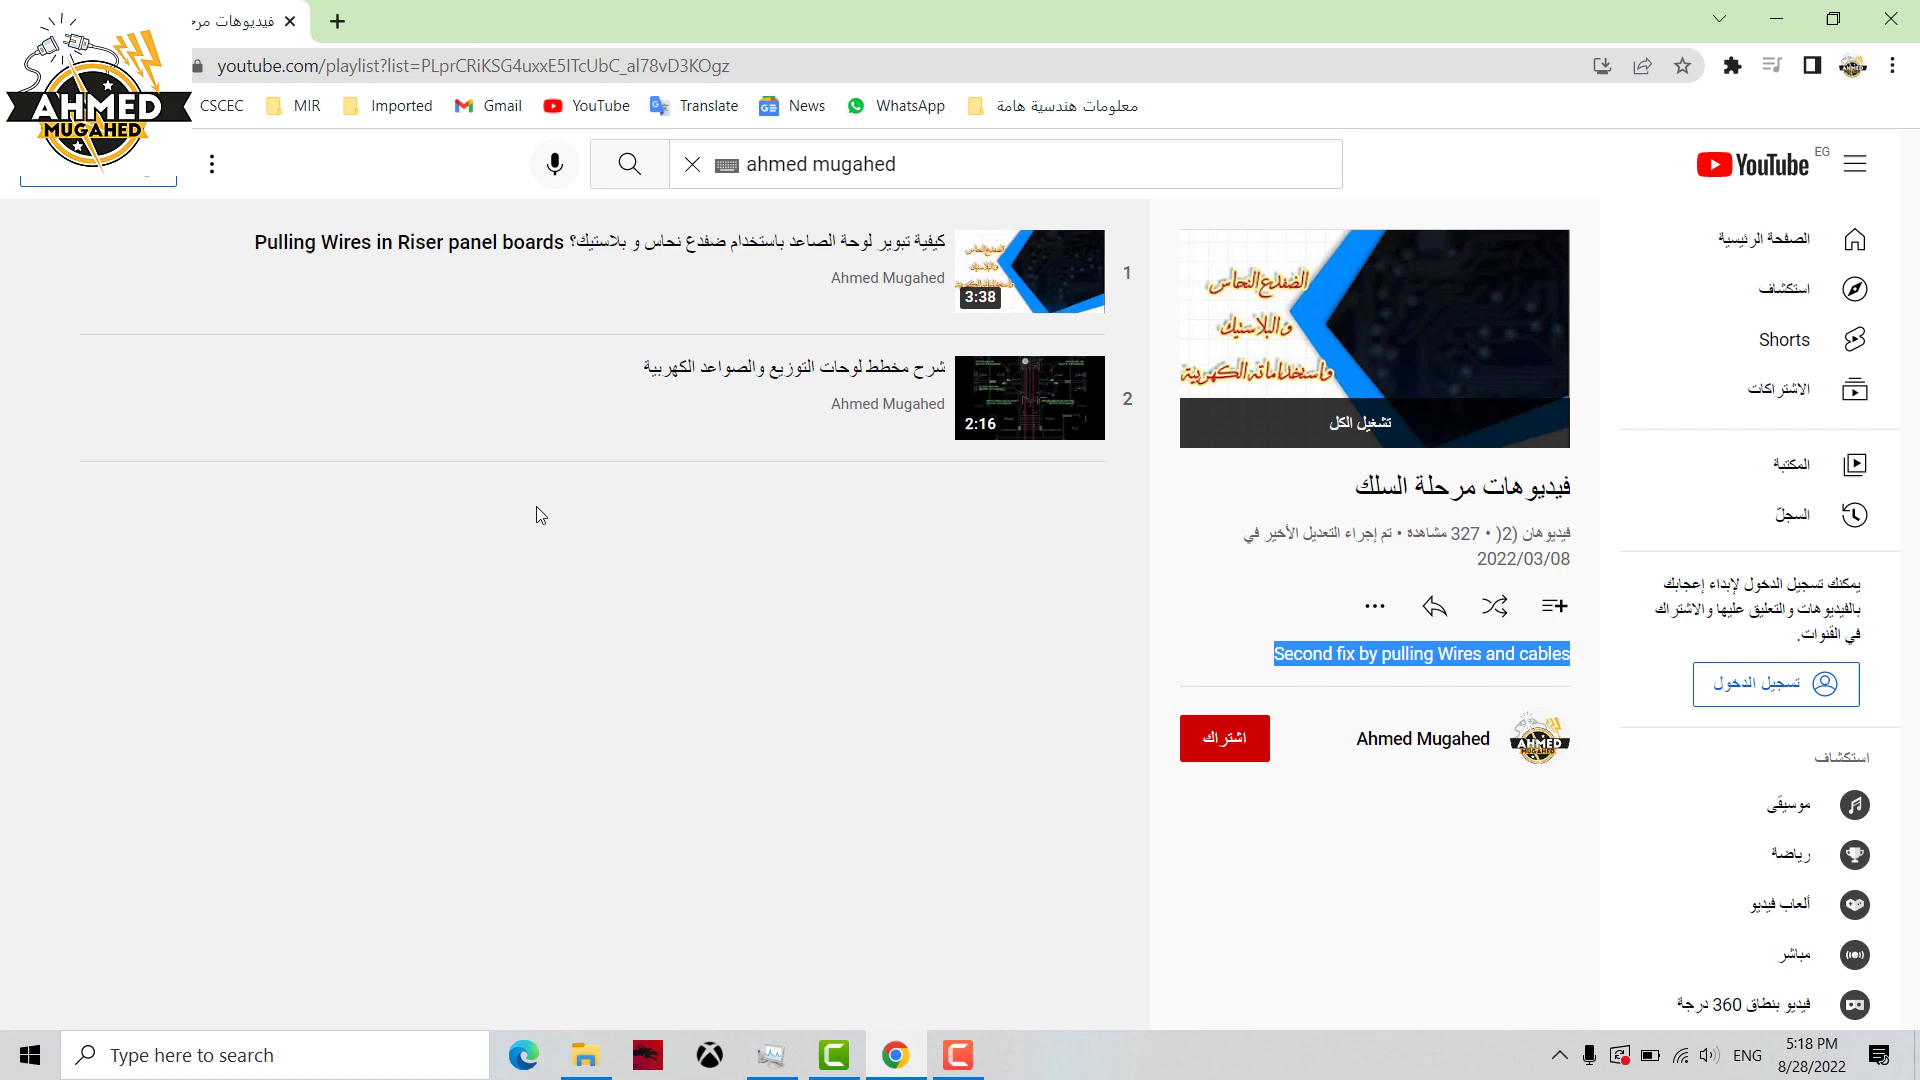 فيديوهات مر
youtube.com/playlist?list=PLprCRiKSG4uxxE5ITcUbC_al78vD3KOgz
AHMED
MUGAHED
CSCEC
MIR
Imported
Gmail
YouTube
Translate
News
WhatsApp
معلومات هندسية هامة
ahmed mugahed
YouTube
EG
كيفية تبوير لوحة الصاعد باستخدام ضفدع نحاس و بلاستيك؟ Pulling Wires in Riser panel boards
Ahmed Mugahed
3:38
1
شرح مخطط لوحات التوزيع والصواعد الكهربية
Ahmed Mugahed
2:16
2
الضفدع النحاس
والبلاستيك
واستخداماته الكهربية
تشغيل الكل
فيديوهات مرحلة السلك
فيديوهان (2)‏ • 327 مشاهدة • تم إجراء التعديل الأخير في
2022/03/08
Second fix by pulling Wires and cables
اشتراك
Ahmed Mugahed
AHMED
MUGAHED
الصفحة الرئيسية
استكشاف
Shorts
الاشتراكات
المكتبة
السجلّ
يمكنك تسجيل الدخول لإبداء إعجابك
بالفيديوهات والتعليق عليها والاشتراك
في القنوات.
تسجيل الدخول
استكشاف
موسيقى
رياضة
ألعاب فيديو
مباشر
فيديو بنطاق 360 درجة
Type here to search
ENG
5:18 PM
8/28/2022